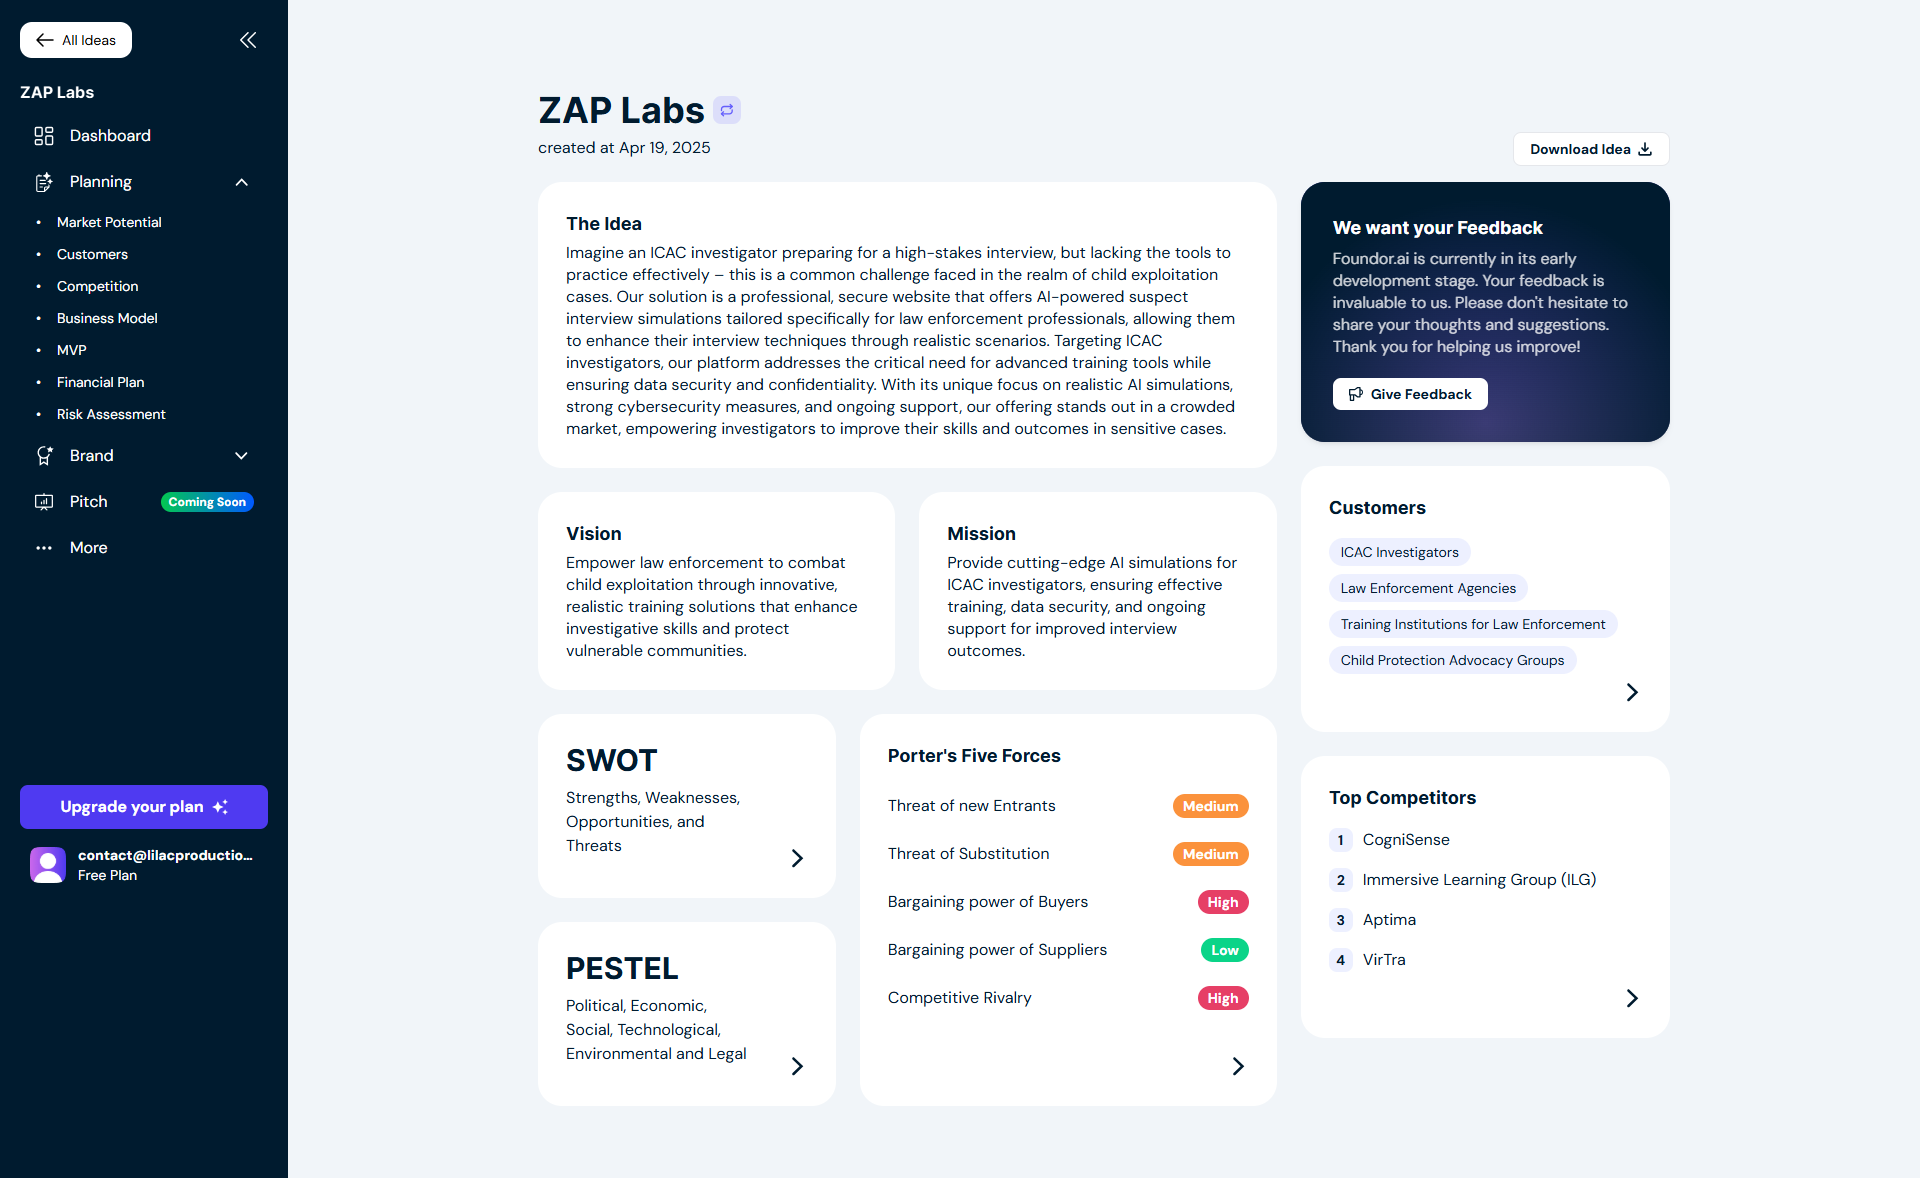 All Ideas
ZAP Labs
Dashboard
Planning
Market Potential
Customers
Competition
Business Model
MVP
Financial Plan
Risk Assessment
Brand
Pitch
Coming Soon
More
Upgrade your plan
contact@lilacproductio...
Free Plan
ZAP Labs
created at Apr 19, 2025
Download Idea
The Idea
Imagine an ICAC investigator preparing for a high-stakes interview, but lacking the tools to
practice effectively – this is a common challenge faced in the realm of child exploitation
cases. Our solution is a professional, secure website that offers AI-powered suspect
interview simulations tailored specifically for law enforcement professionals, allowing them
to enhance their interview techniques through realistic scenarios. Targeting ICAC
investigators, our platform addresses the critical need for advanced training tools while
ensuring data security and confidentiality. With its unique focus on realistic AI simulations,
strong cybersecurity measures, and ongoing support, our offering stands out in a crowded
market, empowering investigators to improve their skills and outcomes in sensitive cases.
We want your Feedback
Foundor.ai is currently in its early
development stage. Your feedback is
invaluable to us. Please don't hesitate to
share your thoughts and suggestions.
Thank you for helping us improve!
Give Feedback
Vision
Empower law enforcement to combat
child exploitation through innovative,
realistic training solutions that enhance
investigative skills and protect
vulnerable communities.
Mission
Provide cutting-edge AI simulations for
ICAC investigators, ensuring effective
training, data security, and ongoing
support for improved interview
outcomes.
Customers
ICAC Investigators
Law Enforcement Agencies
Training Institutions for Law Enforcement
Child Protection Advocacy Groups
SWOT
Strengths, Weaknesses,
Opportunities, and
Threats
PESTEL
Political, Economic,
Social, Technological,
Environmental and Legal
Porter's Five Forces
Threat of new Entrants Medium
Threat of Substitution Medium
Bargaining power of Buyers High
Bargaining power of Suppliers Low
Competitive Rivalry High
Top Competitors
1 CogniSense
2 Immersive Learning Group (ILG)
3 Aptima
4 VirTra